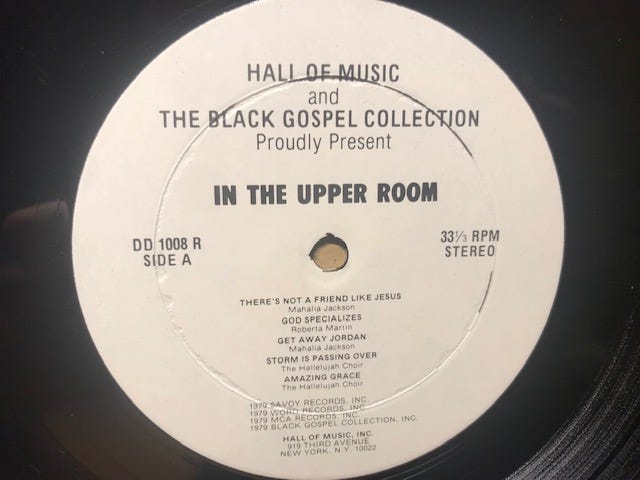 HALL OF MUSIC
and
THE BLACK GOSPEL COLLECTION
Proudly Present
IN THE UPPER ROOM
DD 1008 R
SIDE A
33⅓ RPM
STEREO
THERE'S NOT A FRIEND LIKE JESUS
Mahalia Jackson
GOD SPECIALIZES
Roberta Martin
GET AWAY JORDAN
Mahalia Jackson
STORM IS PASSING OVER
The Hallelujah Choir
AMAZING GRACE
The Hallelujah Choir
1979 SAVOY RECORDS, INC.
1979 WORD RECORDS, INC.
1979 MCA RECORDS, INC.
1979 BLACK GOSPEL COLLECTION, INC.
HALL OF MUSIC, INC.
919 THIRD AVENUE
NEW YORK, N.Y. 10022